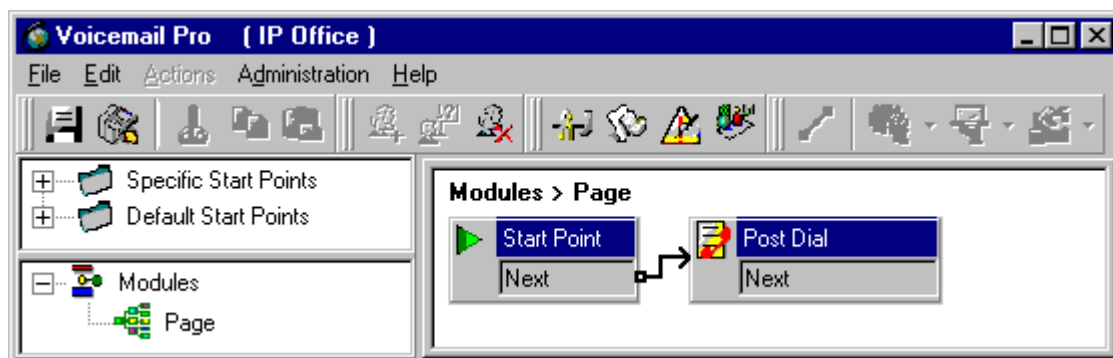 Voicemail Pro ( IP Office )
File Edit Actions Administration Help
Specific Start Points
Default Start Points
Modules
Page
Modules > Page
Start Point
Next
Post Dial
Next